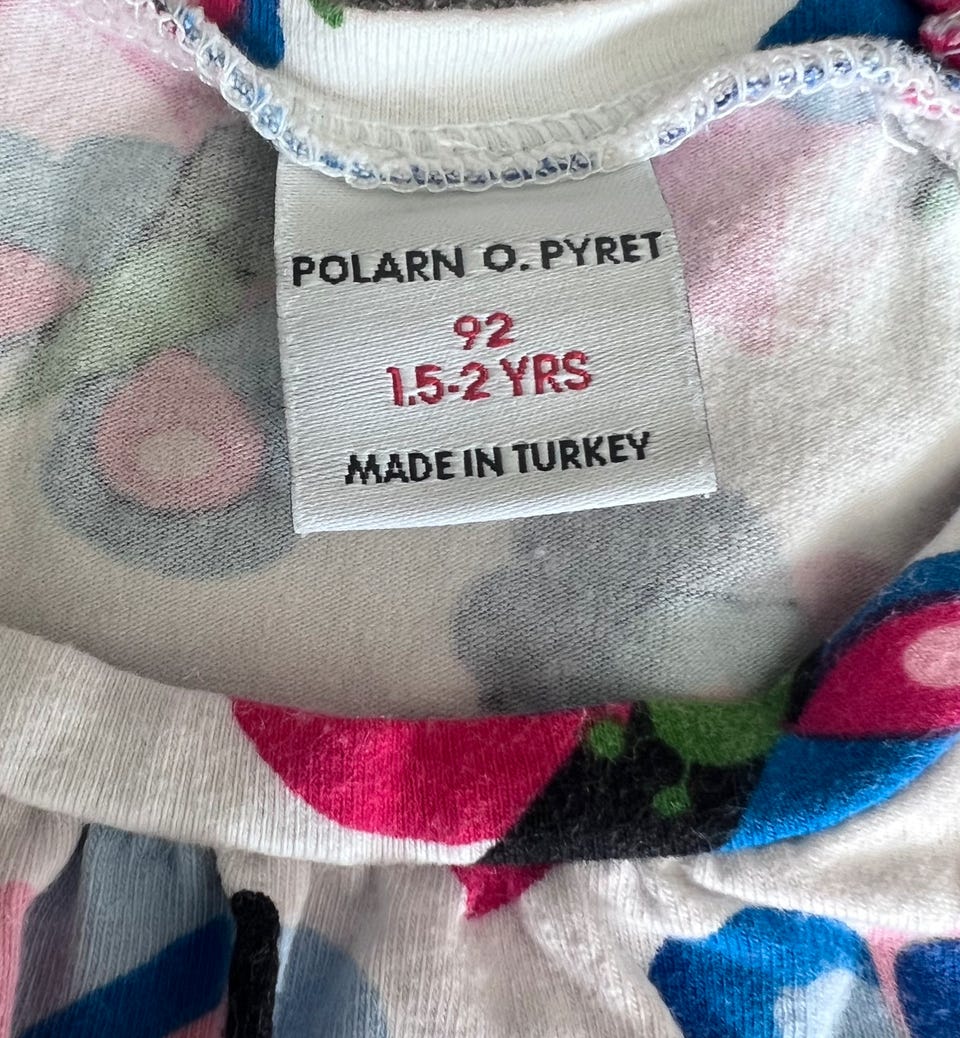 POLARN O. PYRET
92
1.5-2 YRS
MADE IN TURKEY